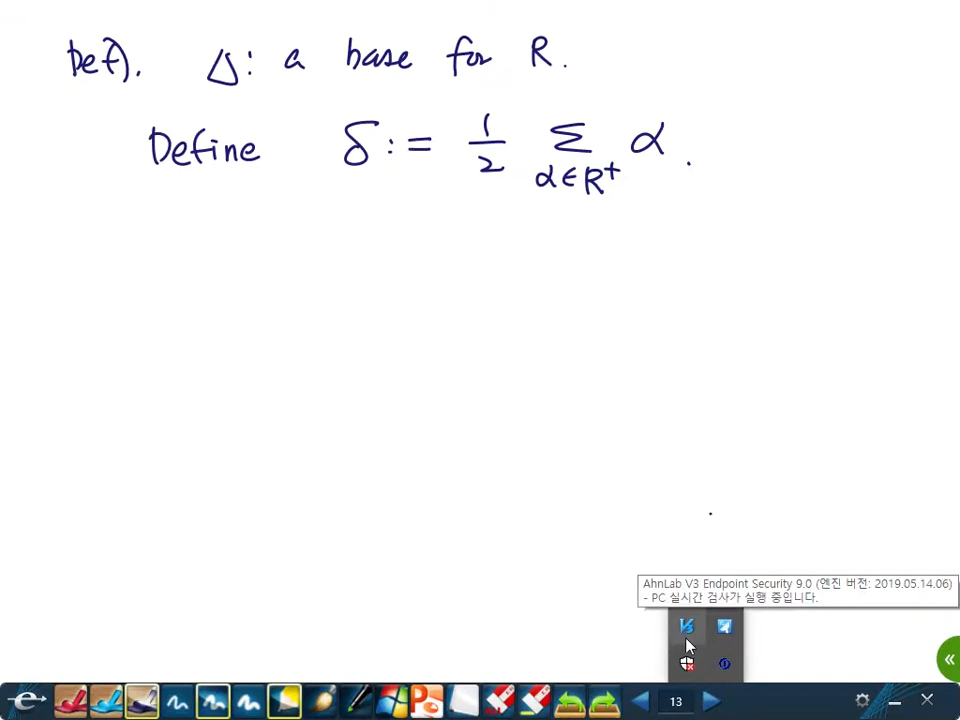 Def). Δ: a base for R.
Define δ := 1/2 Σ α∈R⁺ α.
AhnLab V3 Endpoint Security 9.0 (엔진 버전: 2019.05.14.06)
- PC 실시간 검사가 실행 중입니다.
V3
13